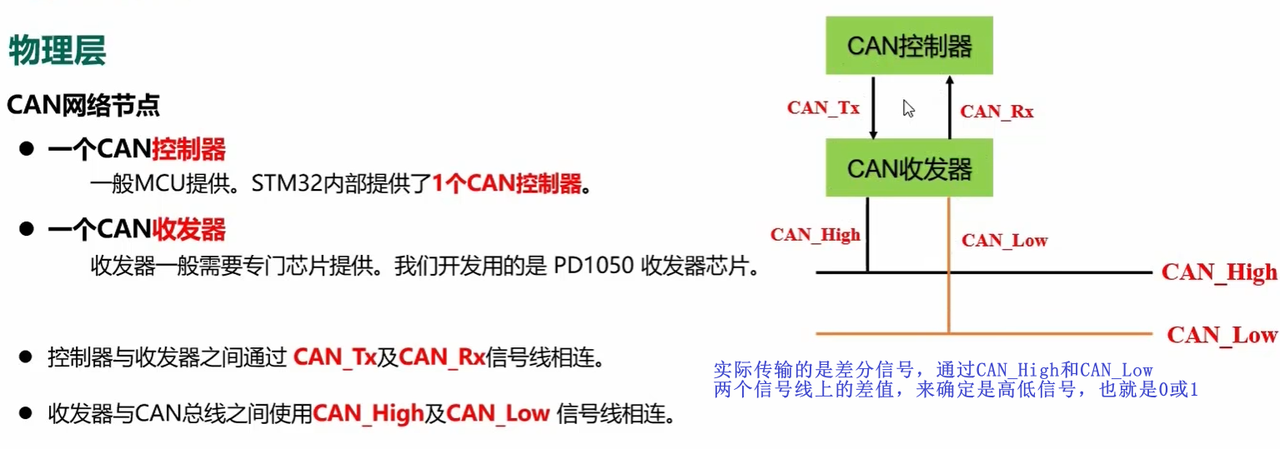 物理层
CAN网络节点
● 一个CAN控制器
一般MCU提供。STM32内部提供了1个CAN控制器。
● 一个CAN收发器
收发器一般需要专门芯片提供。我们开发用的是 PD1050 收发器芯片。
● 控制器与收发器之间通过 CAN_Tx及CAN_Rx信号线相连。
● 收发器与CAN总线之间使用CAN_High及CAN_Low 信号线相连。
CAN控制器
CAN_Tx
CAN_Rx
CAN收发器
CAN_High
CAN_Low
CAN_High
CAN_Low
实际传输的是差分信号，通过CAN_High和CAN_Low
两个信号线上的差值，来确定是高低信号，也就是0或1